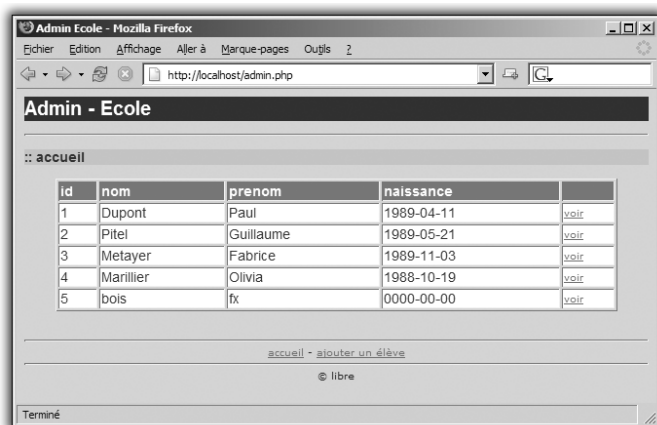 Admin Ecole - Mozilla Firefox
Fichier Edition Affichage Aller à Marque-pages Outils ?
http://localhost/admin.php G
Admin - Ecole
:: accueil
id nom prenom naissance
1 Dupont Paul 1989-04-11 voir
2 Pitel Guillaume 1989-05-21 voir
3 Metayer Fabrice 1989-11-03 voir
4 Marillier Olivia 1988-10-19 voir
5 bois fx 0000-00-00 voir
accueil - ajouter un élève
© libre
Terminé